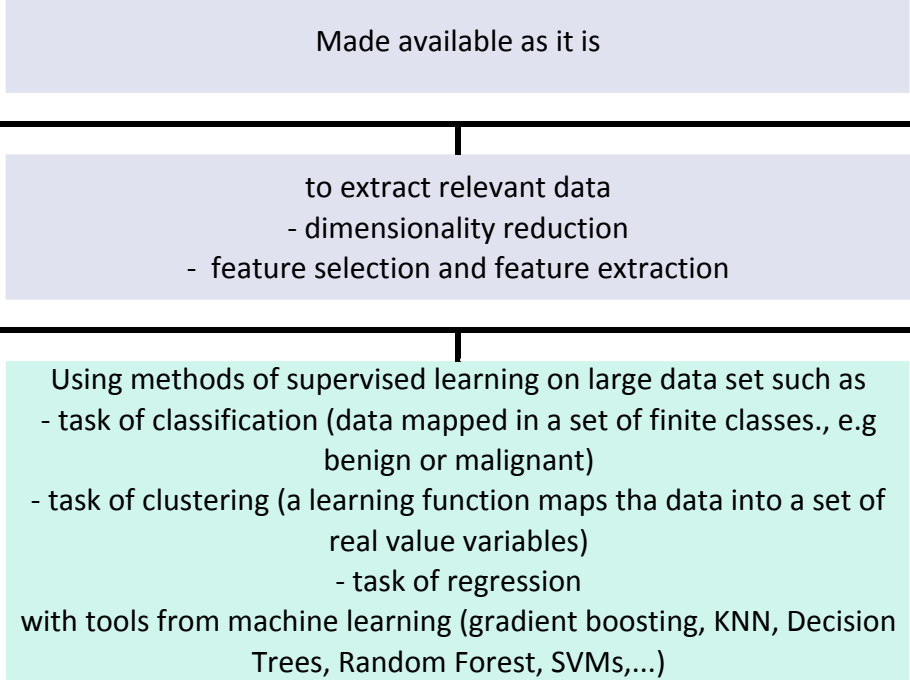 Made available as it is
to extract relevant data
- dimensionality reduction
- feature selection and feature extraction
Using methods of supervised learning on large data set such as
- task of classification (data mapped in a set of finite classes., e.g
benign or malignant)
- task of clustering (a learning function maps tha data into a set of
real value variables)
- task of regression
with tools from machine learning (gradient boosting, KNN, Decision
Trees, Random Forest, SVMs,...)